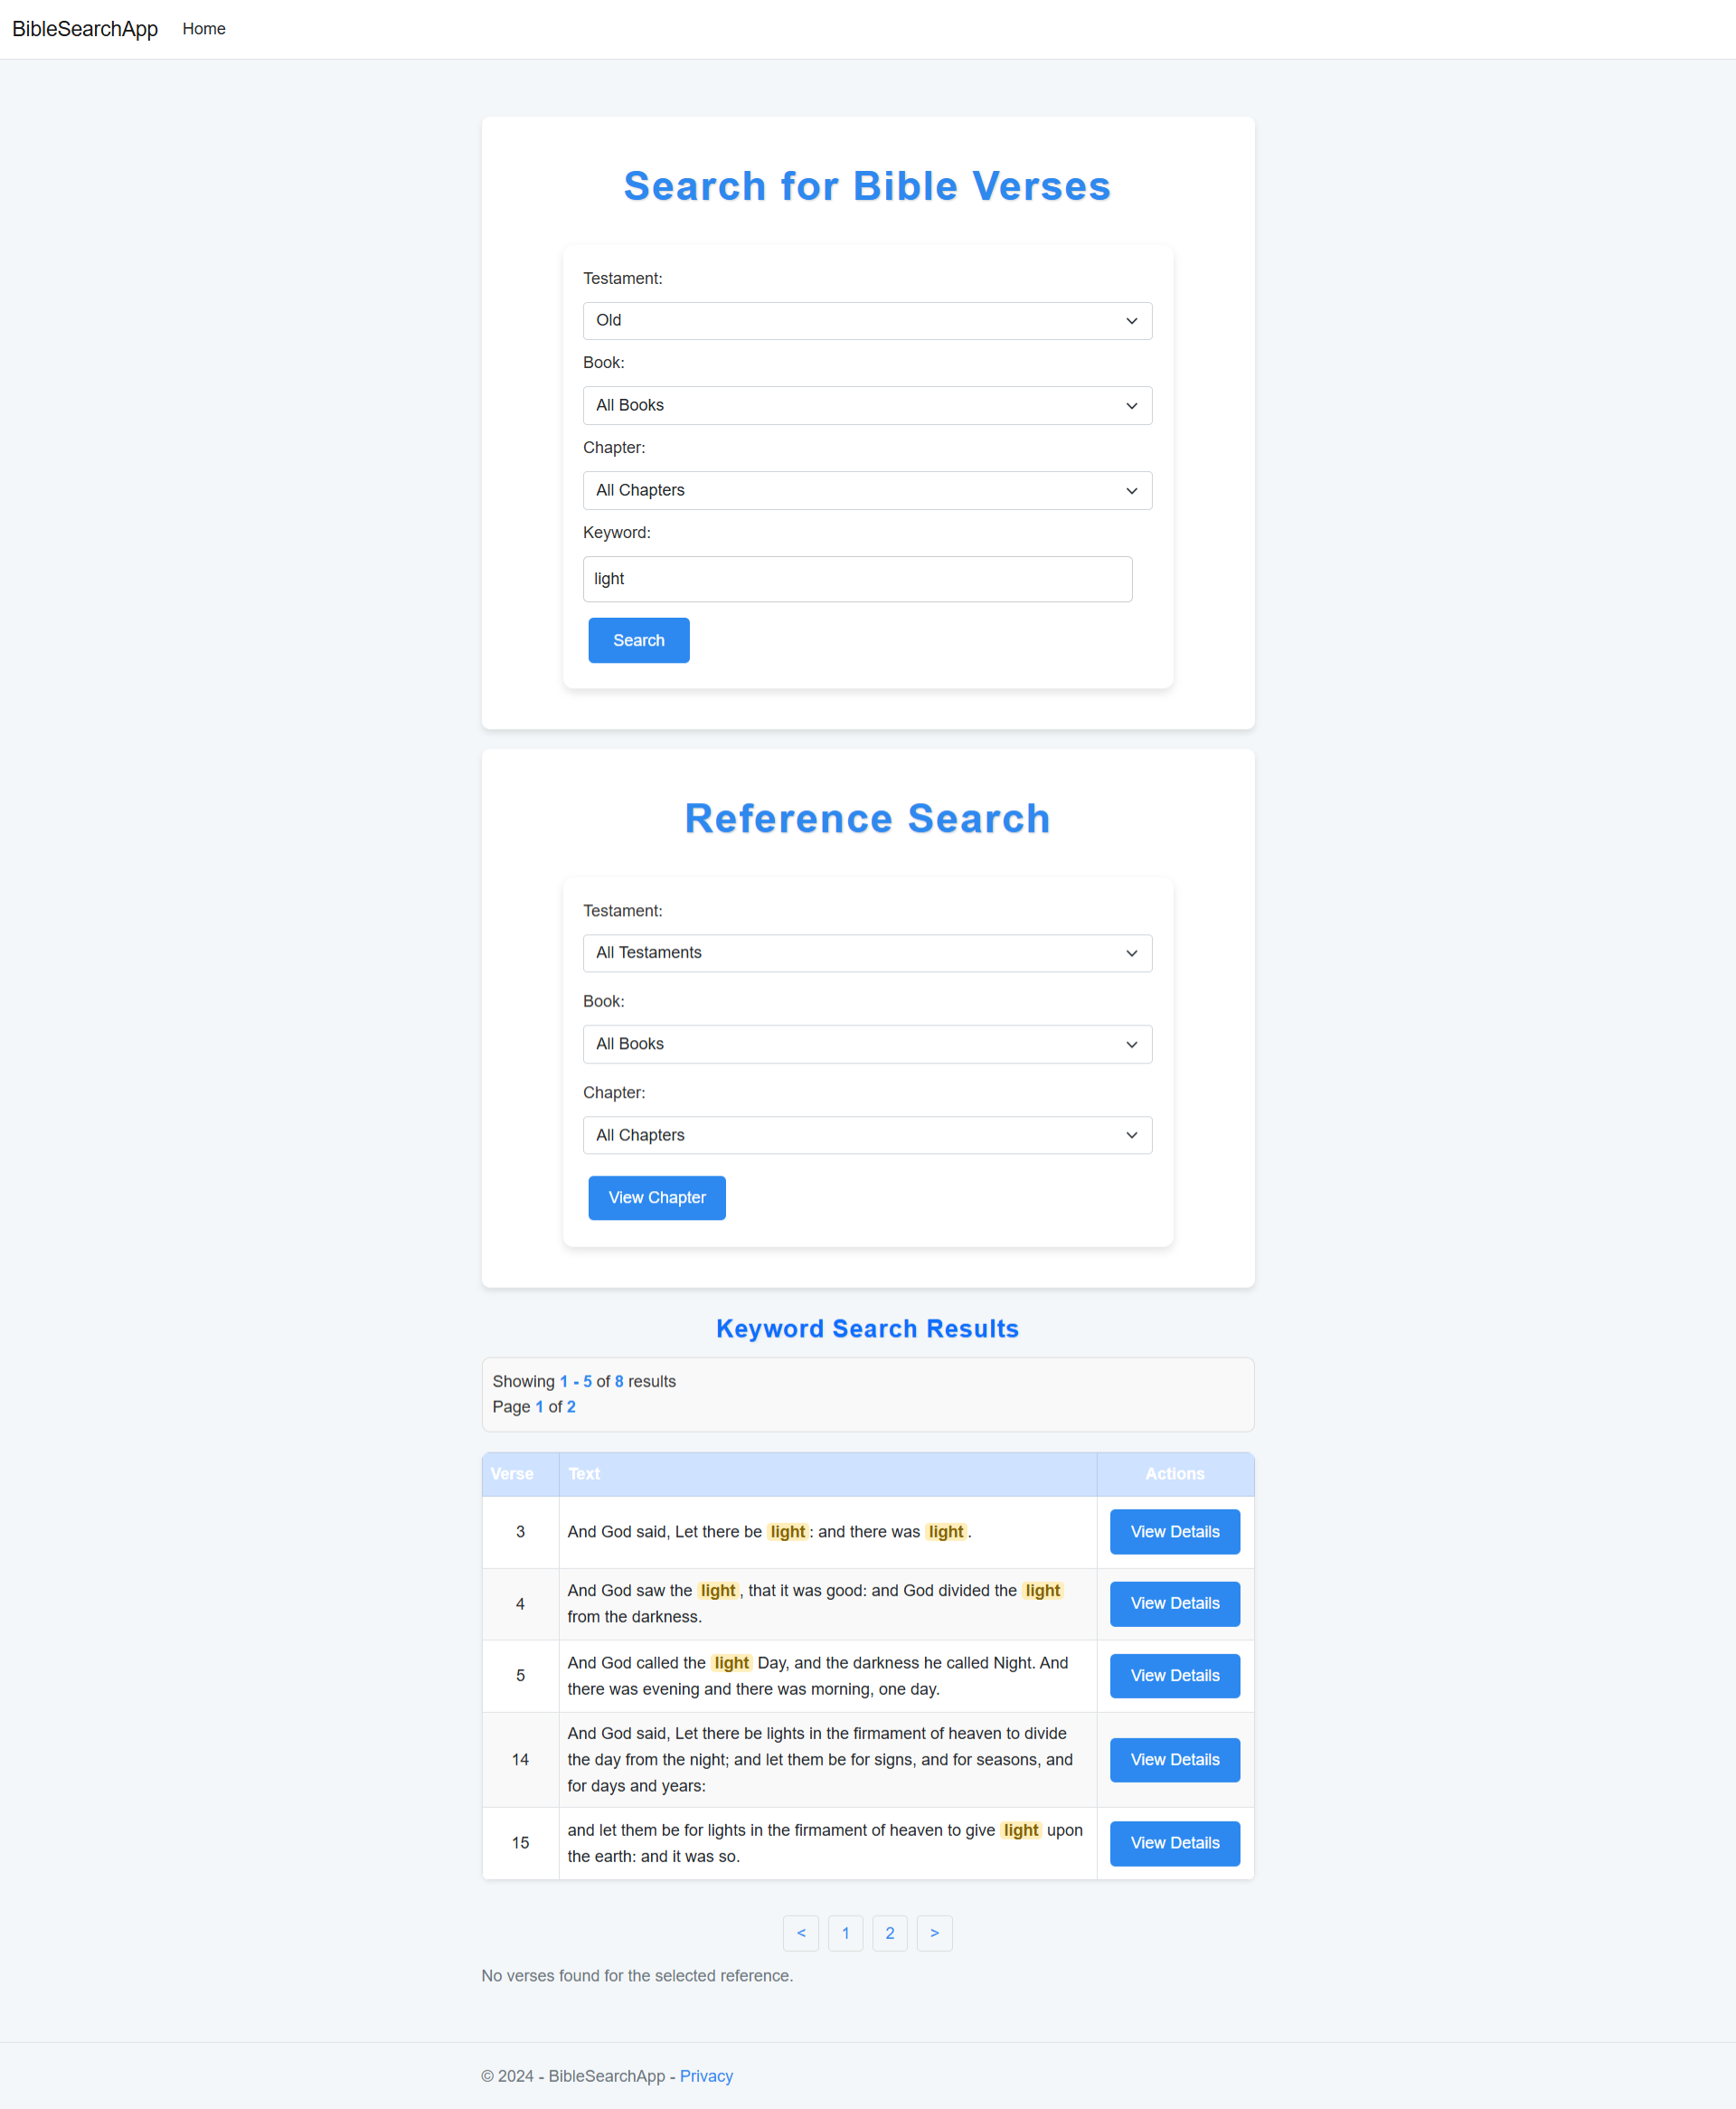 BibleSearchApp Home
Search for Bible Verses
Testament:
Old
Book:
All Books
Chapter:
All Chapters
Keyword:
light
Search
Reference Search
Testament:
All Testaments
Book:
All Books
Chapter:
All Chapters
View Chapter
Keyword Search Results
Showing 1 - 5 of 8 results
Page 1 of 2
Verse Text Actions
3 And God said, Let there be light: and there was light. View Details
4 And God saw the light, that it was good: and God divided the light
from the darkness. View Details
5 And God called the light Day, and the darkness he called Night. And
there was evening and there was morning, one day. View Details
14 And God said, Let there be lights in the firmament of heaven to divide
the day from the night; and let them be for signs, and for seasons, and
for days and years: View Details
15 and let them be for lights in the firmament of heaven to give light upon
the earth: and it was so. View Details
< 1 2 >
No verses found for the selected reference.
© 2024 - BibleSearchApp - Privacy